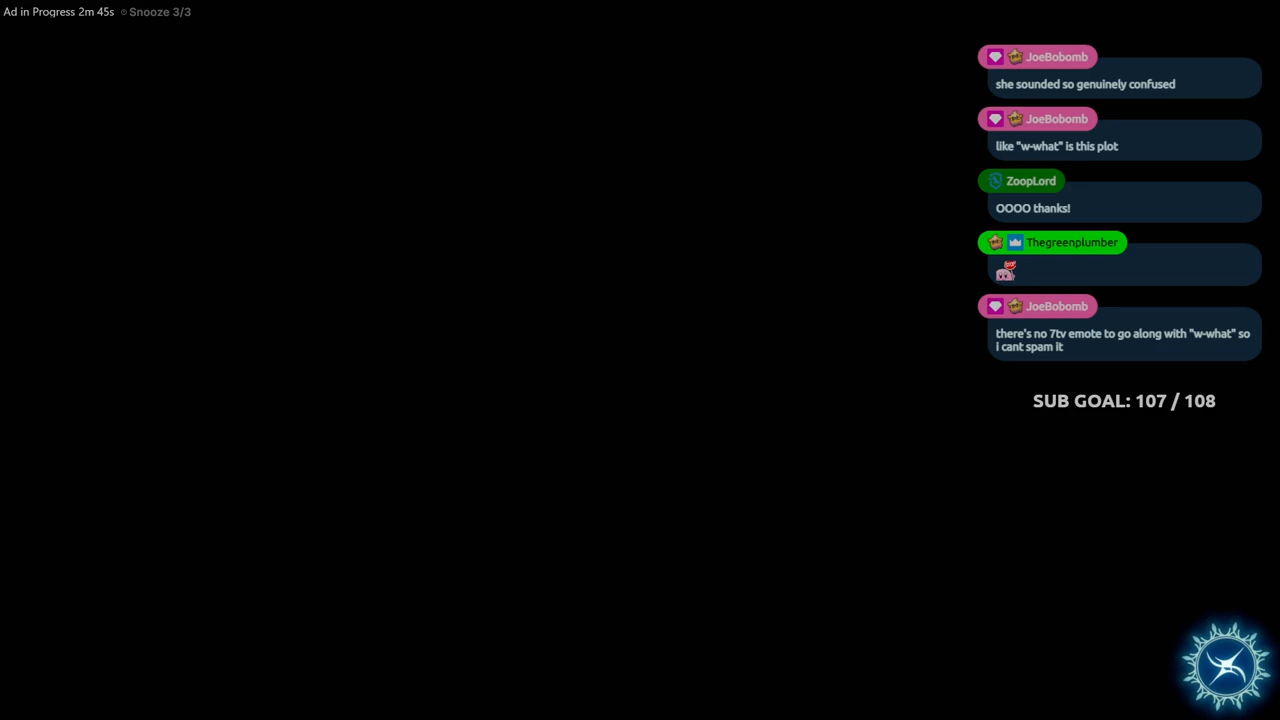 Ad in Progress 2m 45s Snooze 3/3
JoeBobomb
she sounded so genuinely confused
JoeBobomb
like "w-what" is this plot
ZoopLord
OOOO thanks!
Thegreenplumber
JoeBobomb
there's no 7tv emote to go along with "w-what" so
i cant spam it
SUB GOAL: 107 / 108